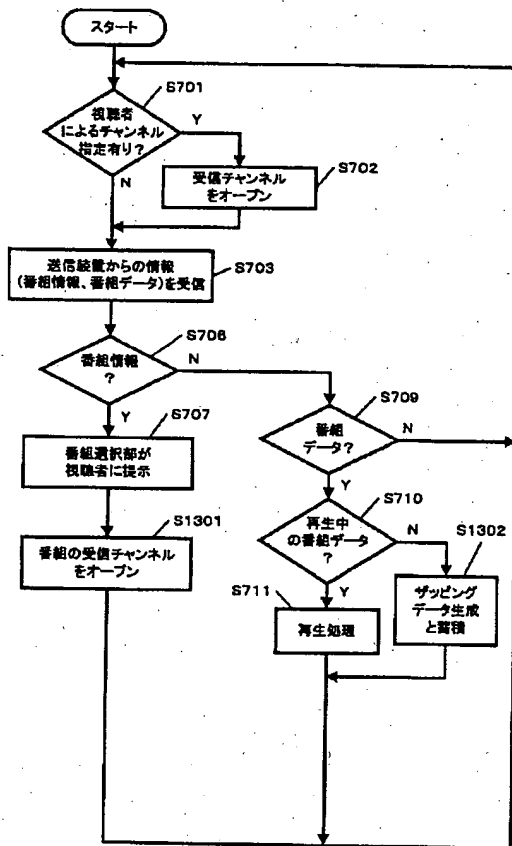 スタート
S701
視聴者
によるチャンネル
指定有り?
Y
S702
受信チャンネル
をオープン
N
送信装置からの情報
(番組情報、番組データ)を受信
S703
S706
番組情報
?
N
Y
S707
番組選択部が
視聴者に提示
S709
番組
データ?
N
Y
S710
再生中
の番組データ
?
N
Y
S1301
番組の受信チャンネル
をオープン
S1302
ザッピング
データ生成
と蓄積
S711
再生処理